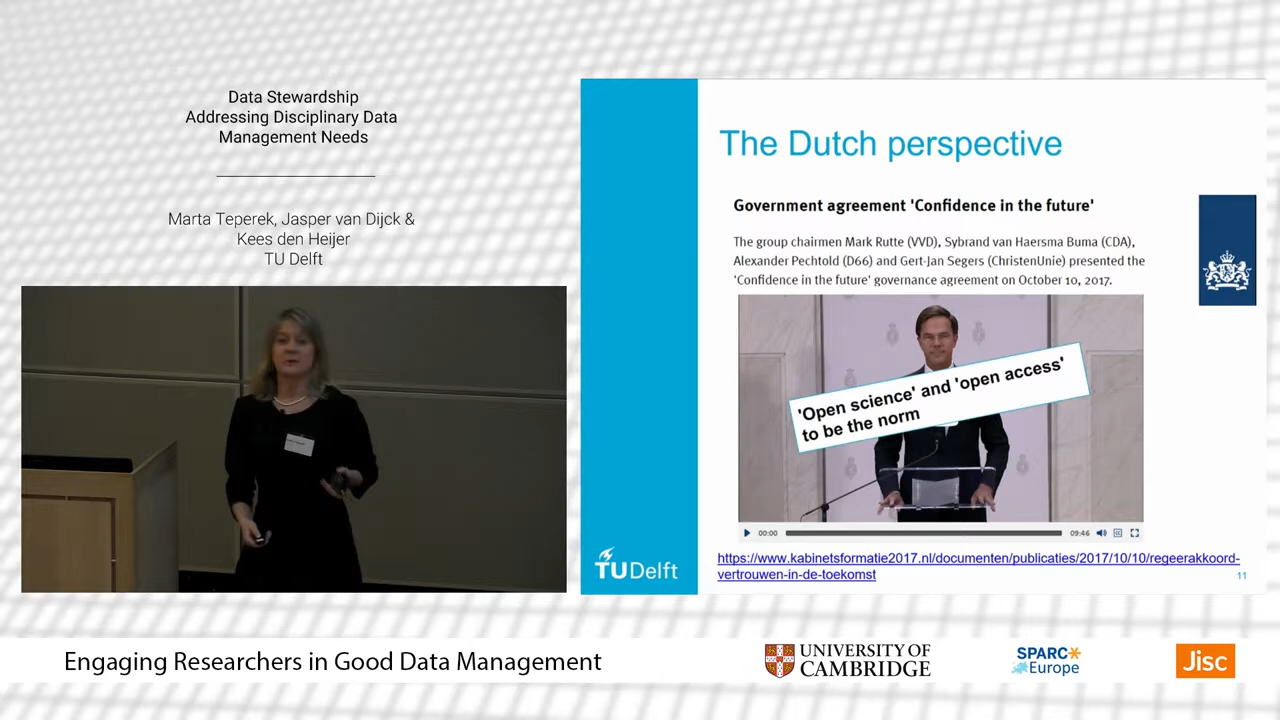 Data Stewardship
Addressing Disciplinary Data
Management Needs
Marta Teperek, Jasper van Dijck &
Kees den Heijer
TU Delft
The Dutch perspective
Government agreement 'Confidence in the future'
The group chairmen Mark Rutte (VVD), Sybrand van Haersma Buma (CDA),
Alexander Pechtold (D66) and Gert-Jan Segers (ChristenUnie) presented the
'Confidence in the future' governance agreement on October 10, 2017.
'Open science' and 'open access'
to be the norm
00:00
09:46
https://www.kabinetsformatie2017.nl/documenten/publicaties/2017/10/10/regeerakkoord-
vertrouwen-in-de-toekomst
TUDelft
11
Engaging Researchers in Good Data Management
UNIVERSITY OF
CAMBRIDGE
SPARC
Europe
Jisc